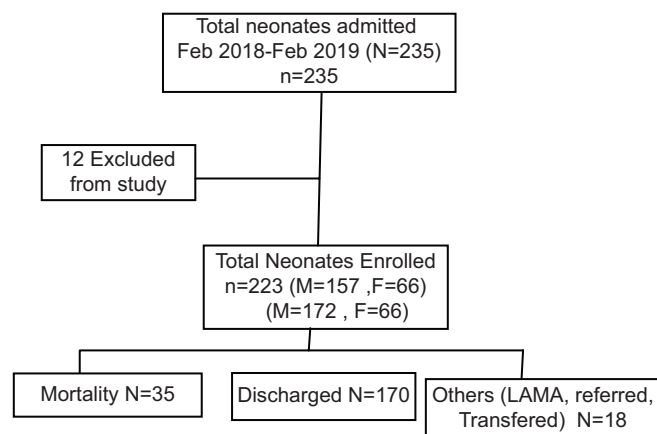 Total neonates admitted
Feb 2018-Feb 2019 (N=235)
n=235
12 Excluded
from study
Total Neonates Enrolled
n=223 (M=157 ,F=66)
(M=172 , F=66)
Mortality N=35
Discharged N=170
Others (LAMA, referred,
Transfered) N=18